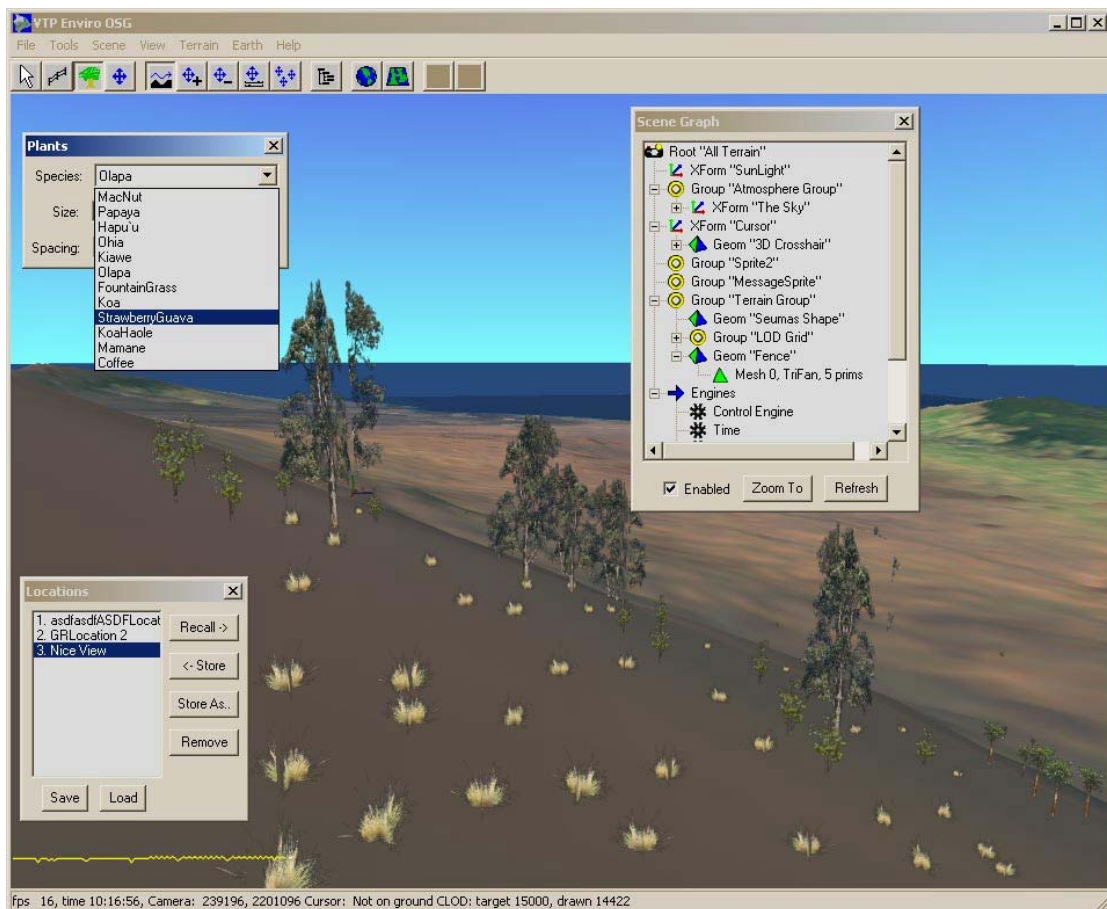 VTP Enviro OSG
File Tools Scene View Terrain Earth Help
Plants
Species: Olapa
MacNut
Size: Papaya
Hapu`u
Ohia
Spacing: Kiawe
Olapa
FountainGrass
Koa
StrawberryGuava
KoaHaole
Mamane
Coffee
Scene Graph
Root "All Terrain"
XForm "SunLight"
Group "Atmosphere Group"
XForm "The Sky"
XForm "Cursor"
Geom "3D Crosshair"
Group "Sprite2"
Group "MessageSprite"
Group "Terrain Group"
Geom "Seumas Shape"
Group "LOD Grid"
Geom "Fence"
Mesh 0, TriFan, 5 prims
Engines
Control Engine
Time
Enabled Zoom To Refresh
Locations
1. asdfasdfASDFLocat
2. GRLocation 2
3. Nice View
Recall ->
<- Store
Store As..
Remove
Save Load
fps 16, time 10:16:56, Camera: 239196, 2201096 Cursor: Not on ground CLOD: target 15000, drawn 14422